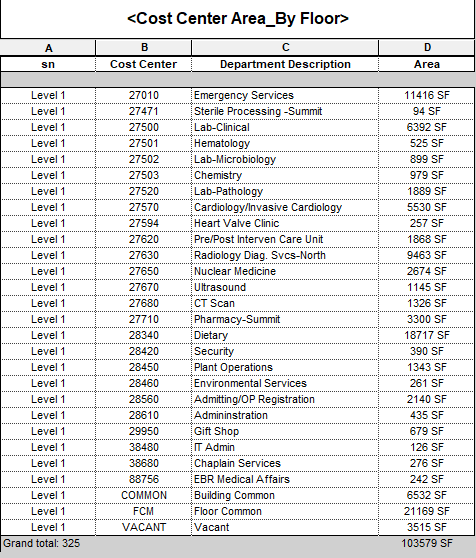 <Cost Center Area_By Floor>
A B C D
sn Cost Center Department Description Area
Level 1 27010 Emergency Services 11416 SF
Level 1 27471 Sterile Processing -Summit 94 SF
Level 1 27500 Lab-Clinical 6392 SF
Level 1 27501 Hematology 525 SF
Level 1 27502 Lab-Microbiology 899 SF
Level 1 27503 Chemistry 979 SF
Level 1 27520 Lab-Pathology 1889 SF
Level 1 27570 Cardiology/Invasive Cardiology 5530 SF
Level 1 27594 Heart Valve Clinic 257 SF
Level 1 27620 Pre/Post Interven Care Unit 1868 SF
Level 1 27630 Radiology Diag. Svcs-North 9463 SF
Level 1 27650 Nuclear Medicine 2674 SF
Level 1 27670 Ultrasound 1145 SF
Level 1 27680 CT Scan 1326 SF
Level 1 27710 Pharmacy-Summit 3300 SF
Level 1 28340 Dietary 18717 SF
Level 1 28420 Security 390 SF
Level 1 28450 Plant Operations 1343 SF
Level 1 28460 Environmental Services 261 SF
Level 1 28560 Admitting/OP Registration 2140 SF
Level 1 28610 Admininstration 435 SF
Level 1 29950 Gift Shop 679 SF
Level 1 38480 IT Admin 126 SF
Level 1 38680 Chaplain Services 276 SF
Level 1 88756 EBR Medical Affairs 242 SF
Level 1 COMMON Building Common 6532 SF
Level 1 FCM Floor Common 21169 SF
Level 1 VACANT Vacant 3515 SF
Grand total: 325 103579 SF